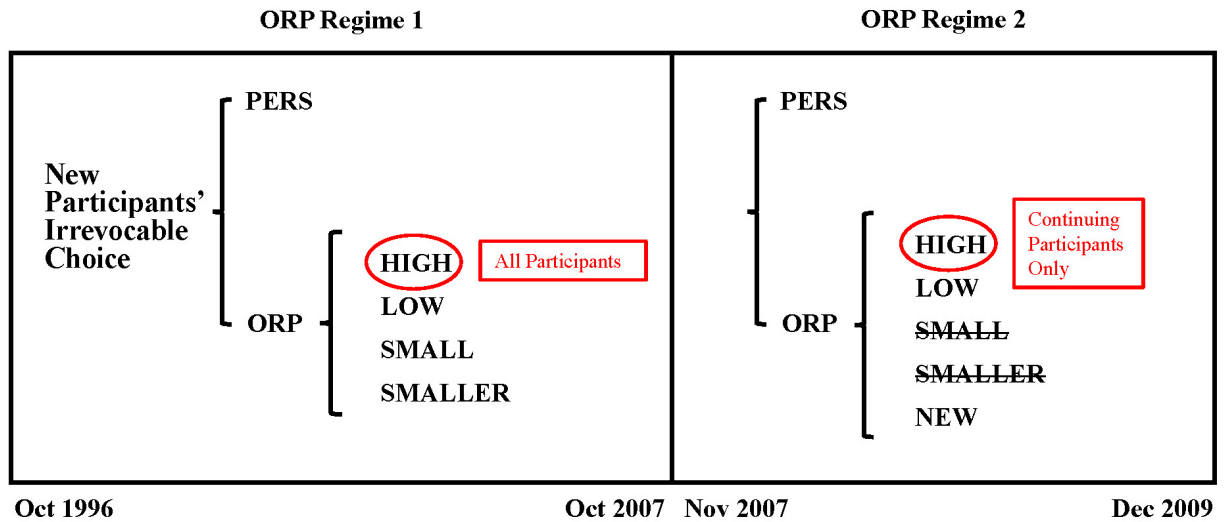 ORP Regime 1
ORP Regime 2
PERS
New
Participants'
Irrevocable
Choice
ORP
HIGH
All Participants
LOW
SMALL
SMALLER
PERS
ORP
HIGH
Continuing
Participants
Only
LOW
SMALL
SMALLER
NEW
Oct 1996
Oct 2007
Nov 2007
Dec 2009